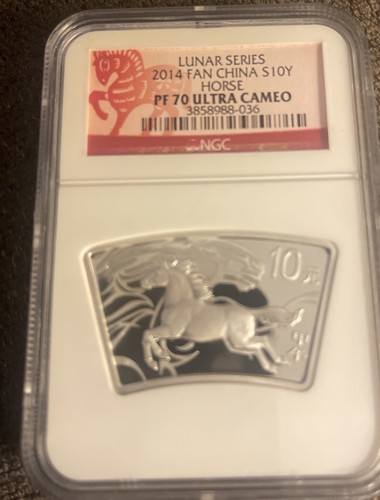 LUNAR SERIES
2014 FAN CHINA S10Y
HORSE
PF 70 ULTRA CAMEO
3858988-036
NGC
10元